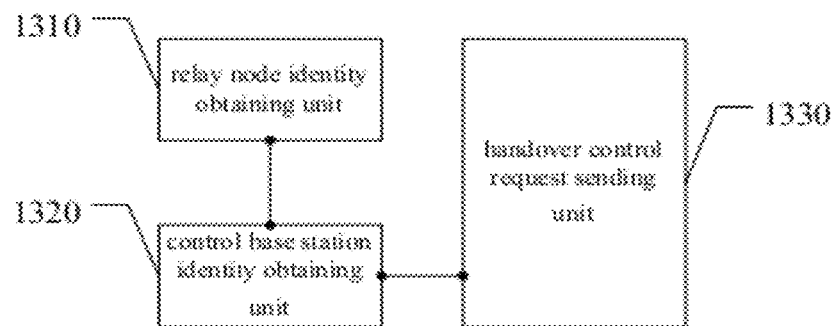 1310
relay node identity
obtaining unit
1320
control base station
identity obtaining
unit
handover control
request sending
unit
1330